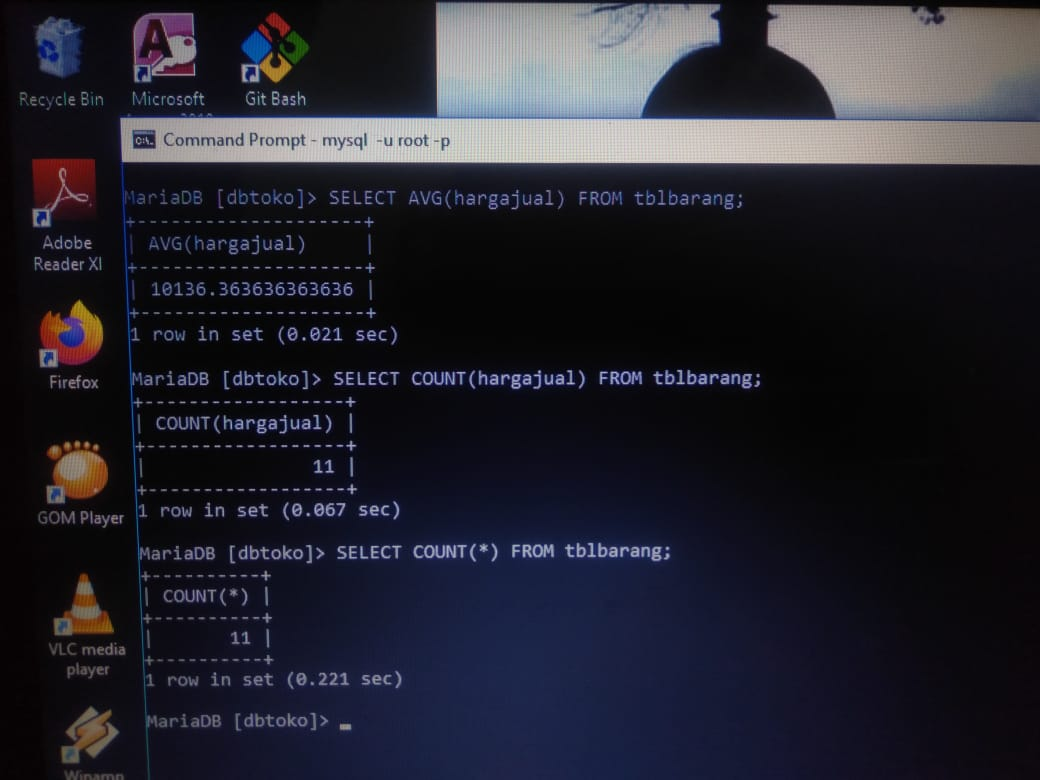 Recycle Bin
Microsoft
Git Bash
Command Prompt - mysql -u root -p
Adobe
Reader XI
Firefox
GOM Player
VLC media
player
Winamp
MariaDB [dbtoko]> SELECT AVG(hargajual) FROM tblbarang;
+--------------------+
| AVG(hargajual)     |
+--------------------+
| 10136.363636363636 |
+--------------------+
1 row in set (0.021 sec)
MariaDB [dbtoko]> SELECT COUNT(hargajual) FROM tblbarang;
+------------------+
| COUNT(hargajual) |
+------------------+
|               11 |
+------------------+
1 row in set (0.067 sec)
MariaDB [dbtoko]> SELECT COUNT(*) FROM tblbarang;
+----------+
| COUNT(*) |
+----------+
|       11 |
+----------+
1 row in set (0.221 sec)
MariaDB [dbtoko]>